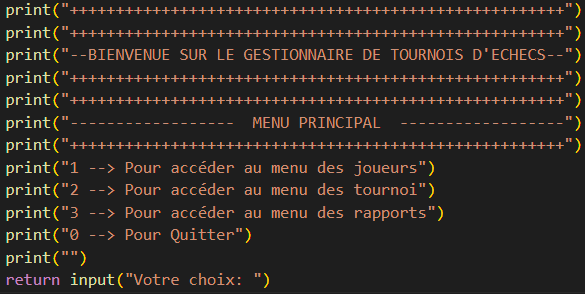 print("++++++++++++++++++++++++++++++++++++++++++++++++++++++")
print("++++++++++++++++++++++++++++++++++++++++++++++++++++++")
print("--BIENVENUE SUR LE GESTIONNAIRE DE TOURNOIS D'ECHECS--")
print("++++++++++++++++++++++++++++++++++++++++++++++++++++++")
print("++++++++++++++++++++++++++++++++++++++++++++++++++++++")
print("------------------  MENU PRINCIPAL  ------------------")
print("++++++++++++++++++++++++++++++++++++++++++++++++++++++")
print("1 --> Pour accéder au menu des joueurs")
print("2 --> Pour accéder au menu des tournoi")
print("3 --> Pour accéder au menu des rapports")
print("0 --> Pour Quitter")
print("")
return input("Votre choix: ")